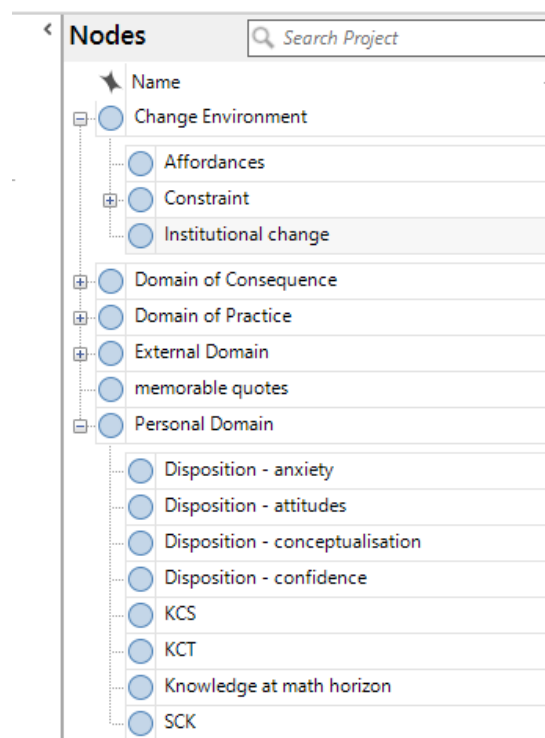 Nodes
Search Project
Name
Change Environment
Affordances
Constraint
Institutional change
Domain of Consequence
Domain of Practice
External Domain
memorable quotes
Personal Domain
Disposition - anxiety
Disposition - attitudes
Disposition - conceptualisation
Disposition - confidence
KCS
KCT
Knowledge at math horizon
SCK